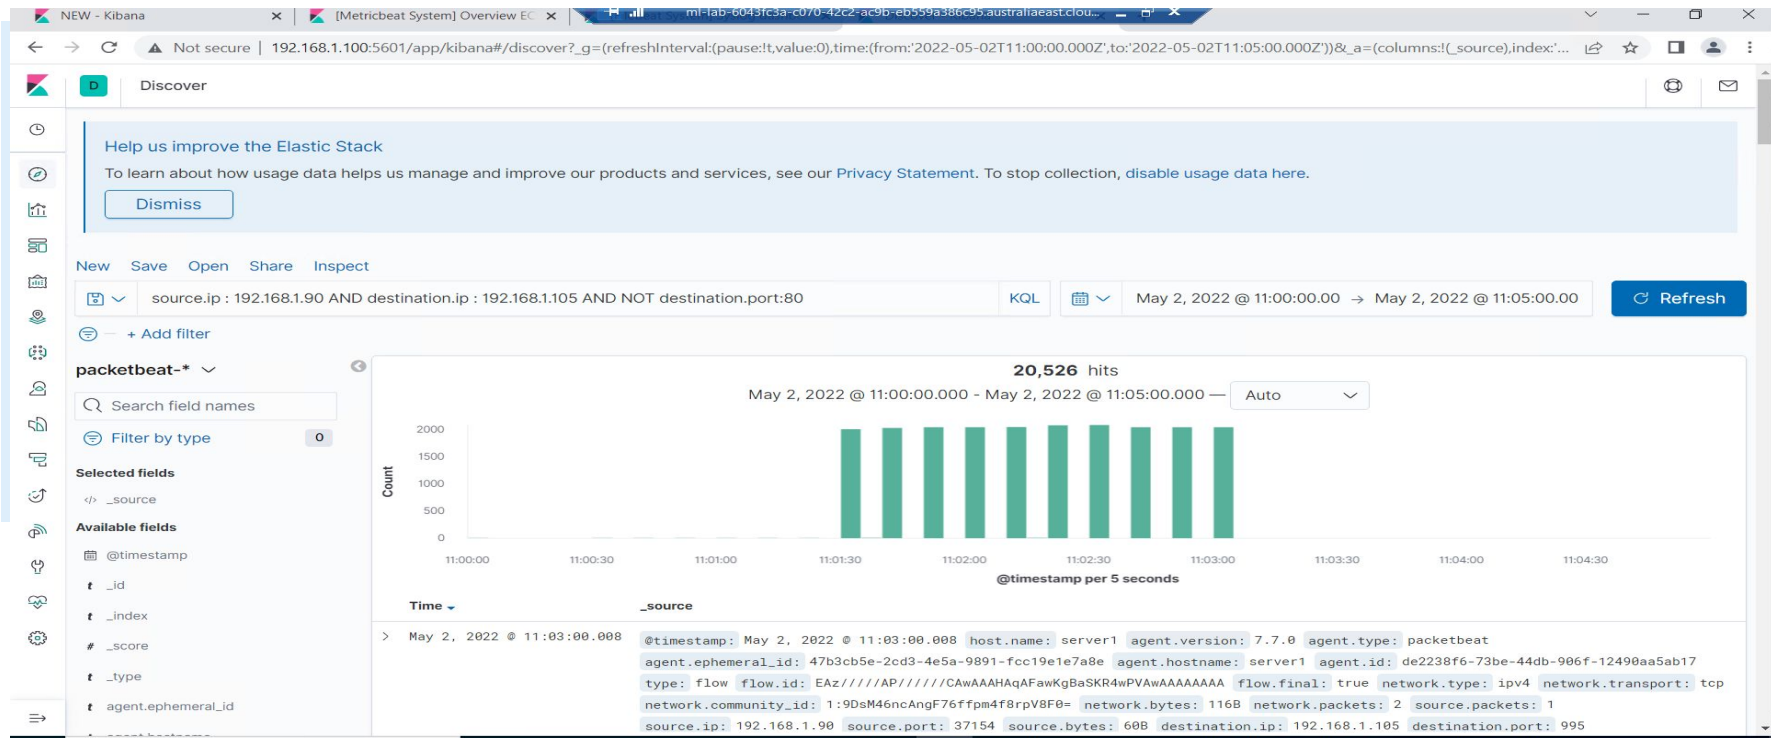 NEW - Kibana
[Metricbeat System] Overview EC
ml-lab-6043fc3a-c070-42c2-ac9b-eb559a386c95.australiaeast.clou...
Not secure | 192.168.1.100:5601/app/kibana#/discover?_g=(refreshInterval:(pause:!t,value:0),time:(from:'2022-05-02T11:00:00.000Z',to:'2022-05-02T11:05:00.000Z'))&_a=(columns:!(_source),index:'...
D Discover
Help us improve the Elastic Stack
To learn about how usage data helps us manage and improve our products and services, see our Privacy Statement. To stop collection, disable usage data here.
Dismiss
New Save Open Share Inspect
source.ip : 192.168.1.90 AND destination.ip : 192.168.1.105 AND NOT destination.port:80 KQL May 2, 2022 @ 11:00:00.00 → May 2, 2022 @ 11:05:00.00 Refresh
+ Add filter
packetbeat-*
Search field names
Filter by type 0
Selected fields
</> _source
Available fields
@timestamp
t _id
t _index
# _score
t _type
t agent.ephemeral_id
20,526 hits
May 2, 2022 @ 11:00:00.000 - May 2, 2022 @ 11:05:00.000 — Auto
Count
2000
1500
1000
500
0
11:00:00 11:00:30 11:01:00 11:01:30 11:02:00 11:02:30 11:03:00 11:03:30 11:04:00 11:04:30
@timestamp per 5 seconds
Time _source
May 2, 2022 @ 11:03:00.008 @timestamp: May 2, 2022 @ 11:03:00.008 host.name: server1 agent.version: 7.7.0 agent.type: packetbeat
agent.ephemeral_id: 47b3cb5e-2cd3-4e5a-9891-fcc19e1e7a8e agent.hostname: server1 agent.id: de2238f6-73be-44db-906f-12490aa5ab17
type: flow flow.id: EAz/////AP//////CAwAAAHAqAFawKgBaSKR4wPVAwAAAAAAAA flow.final: true network.type: ipv4 network.transport: tcp
network.community_id: 1:9DsM46ncAngF76ffpm4f8rpV8F0= network.bytes: 116B network.packets: 2 source.packets: 1
source.ip: 192.168.1.90 source.port: 37154 source.bytes: 60B destination.ip: 192.168.1.105 destination.port: 995